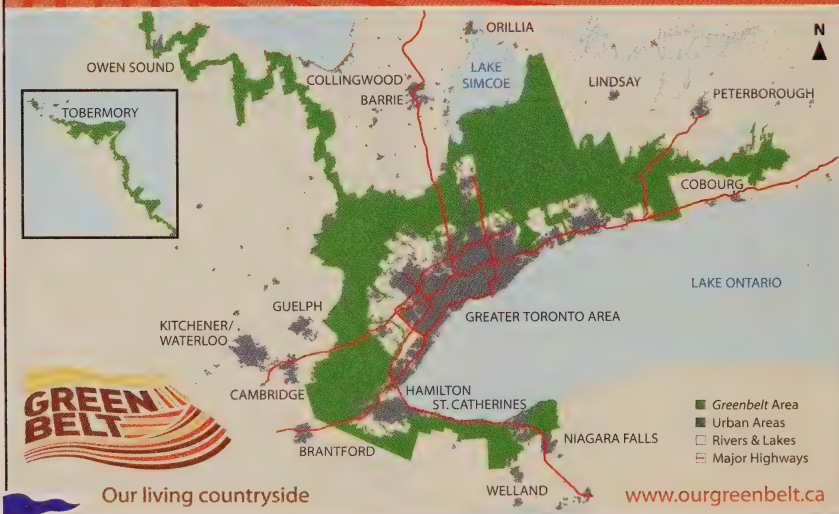 ORILLIA
N
OWEN SOUND
COLLINGWOOD
LAKE
SIMCOE
BARRIE
LINDSAY
PETERBOROUGH
TOBERMORY
COBOURG
LAKE ONTARIO
GUELPH
GREATER TORONTO AREA
KITCHENER/
WATERLOO
CAMBRIDGE
HAMILTON
ST. CATHERINES
BRANTFORD
NIAGARA FALLS
WELLAND
Greenbelt Area
Urban Areas
Rivers & Lakes
Major Highways
GREEN
BELT
Our living countryside
www.ourgreenbelt.ca